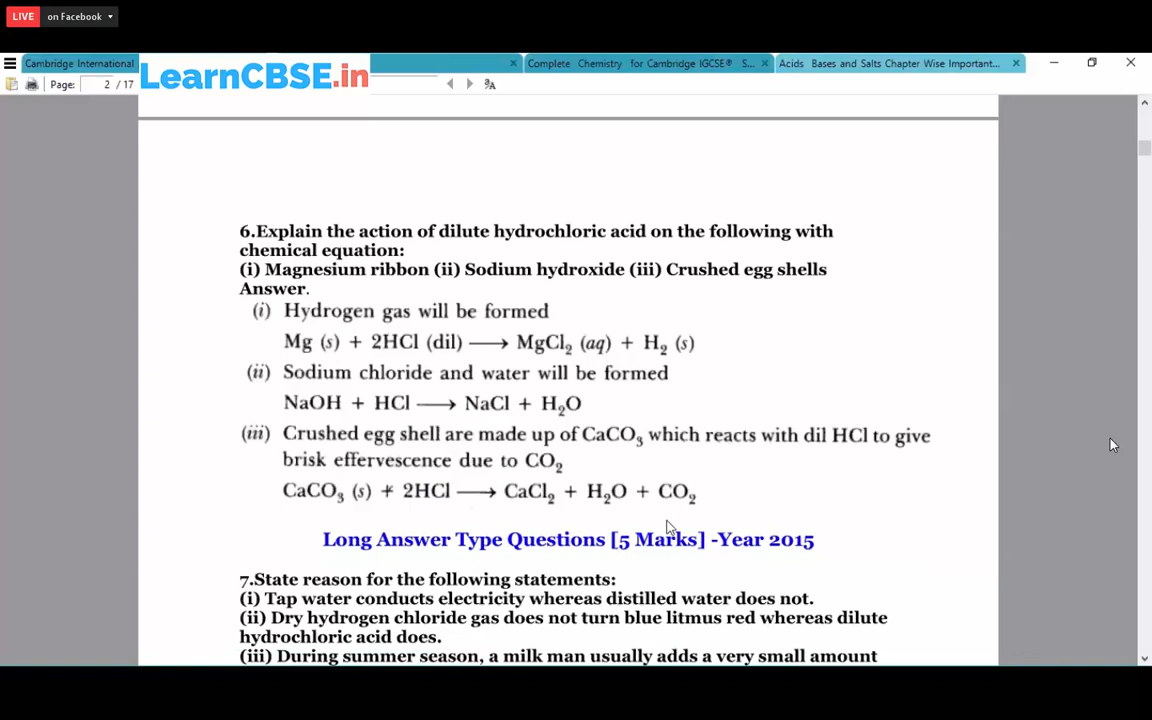 LIVE on Facebook
Cambridge International
Complete Chemistry for Cambridge IGCSE® S...
Acids Bases and Salts Chapter Wise Important...
Page: 2 / 17
LearnCBSE.in
6.Explain the action of dilute hydrochloric acid on the following with
chemical equation:
(i) Magnesium ribbon (ii) Sodium hydroxide (iii) Crushed egg shells
Answer.
(i) Hydrogen gas will be formed
Mg (s) + 2HCl (dil) ⟶ MgCl₂ (aq) + H₂ (s)
(ii) Sodium chloride and water will be formed
NaOH + HCl ⟶ NaCl + H₂O
(iii) Crushed egg shell are made up of CaCO₃ which reacts with dil HCl to give
brisk effervescence due to CO₂
CaCO₃ (s) + 2HCl ⟶ CaCl₂ + H₂O + CO₂
Long Answer Type Questions [5 Marks] -Year 2015
7.State reason for the following statements:
(i) Tap water conducts electricity whereas distilled water does not.
(ii) Dry hydrogen chloride gas does not turn blue litmus red whereas dilute
hydrochloric acid does.
(iii) During summer season, a milk man usually adds a very small amount